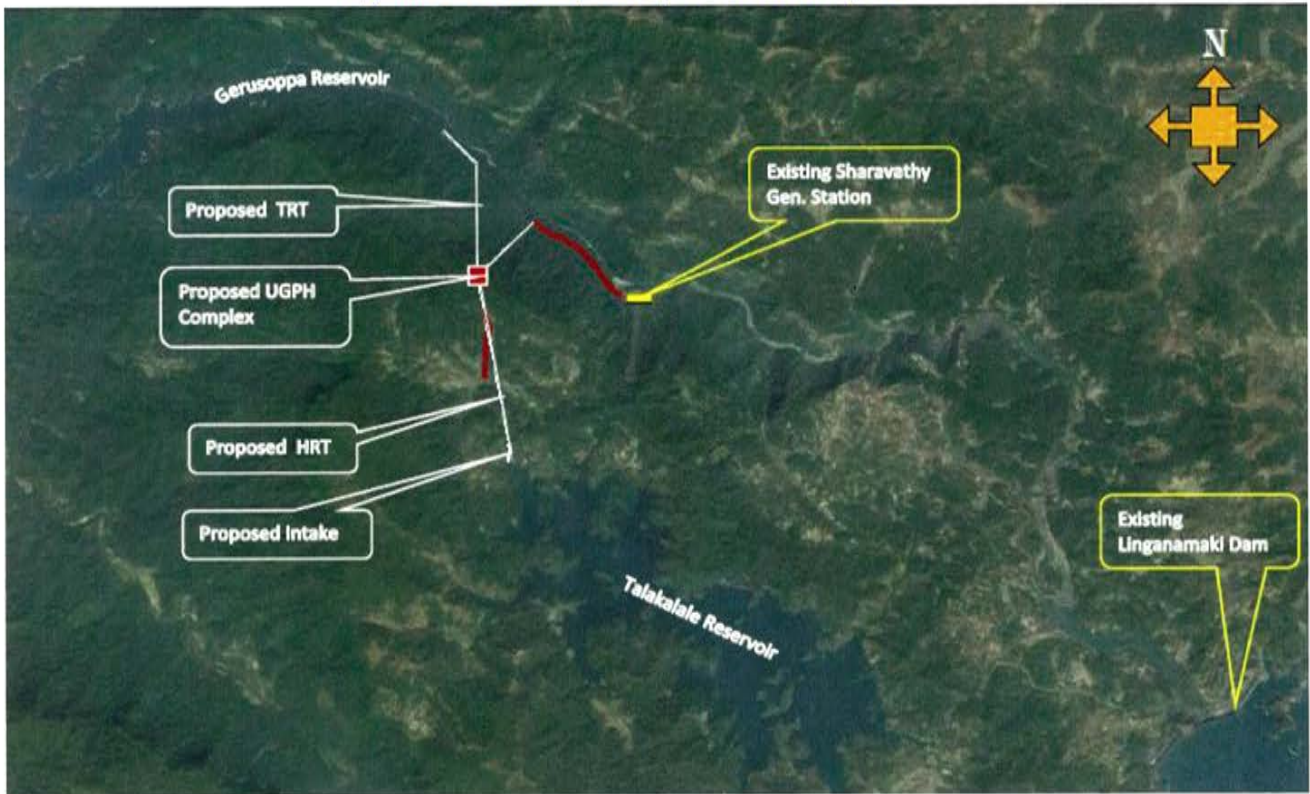 N
Gerusoppa Reservoir
Existing Sharavathy
Gen. Station
Proposed TRT
Proposed UGPH
Complex
Proposed HRT
Proposed Intake
Existing
Linganamaki Dam
Talakalale Reservoir